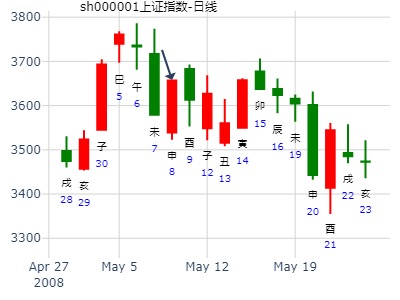 sh000001上证指数-日线
3800
3700
3600
3500
3400
3300
戌
28
亥
29
子
30
巳
5
午
6
未
7
申
8
酉
9
子
12
丑
13
寅
14
卯
15
辰
16
未
19
申
20
酉
21
戌
22
亥
23
Apr 27
2008
May 5
May 12
May 19